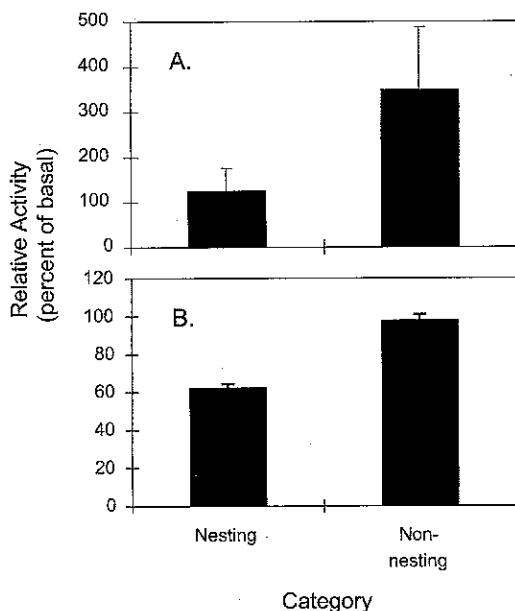 500
400
300
200
100
0
A.
Relative Activity
(percent of basal)
120
100
80
60
40
20
0
B.
Nesting
Non-
nesting
Category